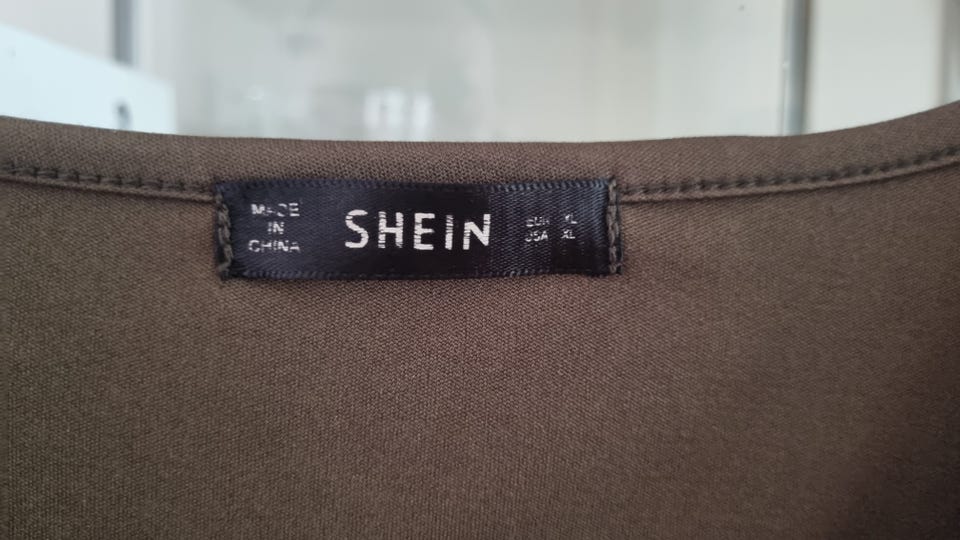 MADE
IN
CHINA
SHEIN
EUR XL
USA XL